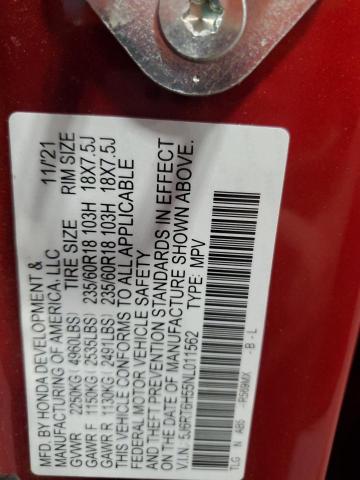 MFD. BY HONDA DEVELOPMENT & 11/21
MANUFACTURING OF AMERICA, LLC
TIRE SIZE RIM SIZE
GVWR 2250KG (4960LBS)
GAWR F 1150KG (2535LBS) 235/60R18 103H 18X7.5J
GAWR R 1130KG (2491LBS) 235/60R18 103H 18X7.5J
THIS VEHICLE CONFORMS TO ALL APPLICABLE
FEDERAL MOTOR VEHICLE SAFETY
AND THEFT PREVENTION STANDARDS IN EFFECT
ON THE DATE OF MANUFACTURE SHOWN ABOVE.
V.I.N. 5J6RT6H55NL011562 TYPE: MPV
TLG N AB6 -R569MX - B - L